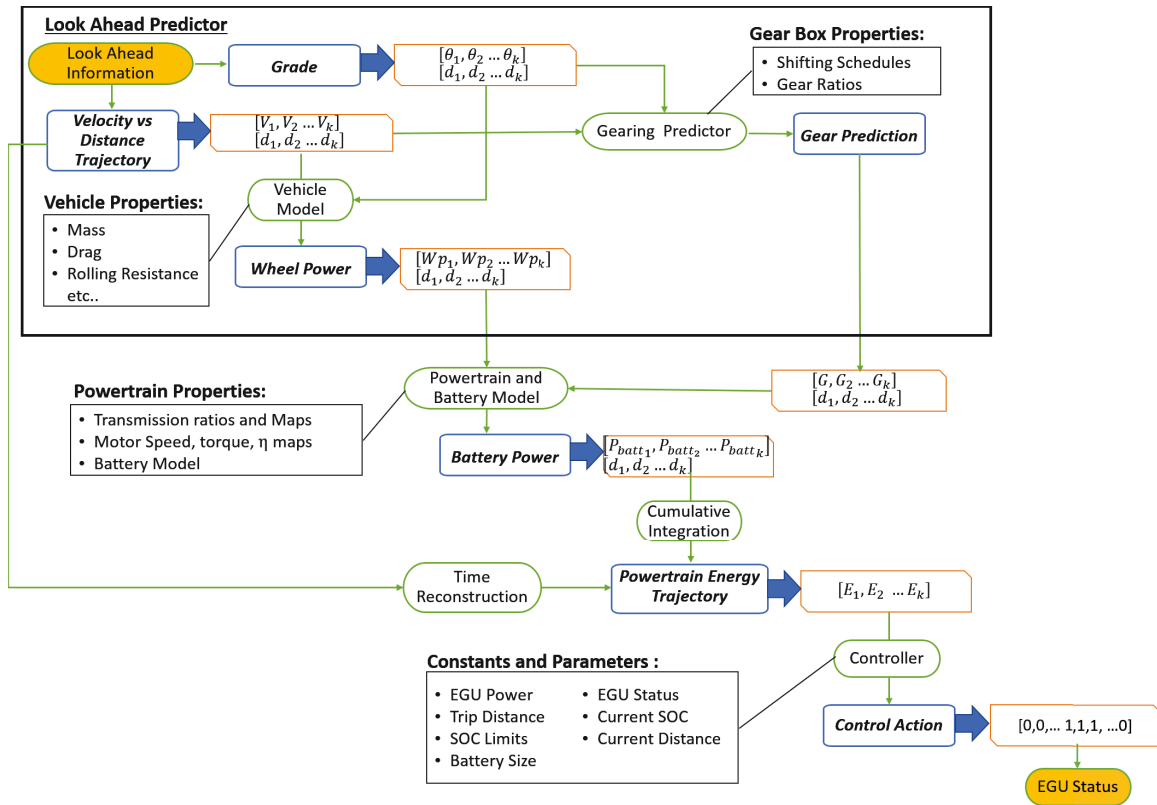 Look Ahead Predictor
Look Ahead
Information
Grade
[θ₁, θ₂ … θₖ]
[d₁, d₂ … dₖ]
Gear Box Properties:
• Shifting Schedules
• Gear Ratios
Velocity vs
Distance
Trajectory
[V₁, V₂ … Vₖ]
[d₁, d₂ … dₖ]
Gearing Predictor
Gear Prediction
Vehicle
Model
Vehicle Properties:
• Mass
• Drag
• Rolling Resistance
etc..
Wheel Power
[Wp₁, Wp₂ … Wpₖ]
[d₁, d₂ … dₖ]
Powertrain and
Battery Model
[G, G₂ … Gₖ]
[d₁, d₂ … dₖ]
Powertrain Properties:
• Transmission ratios and Maps
• Motor Speed, torque, η maps
• Battery Model
Battery Power
[P_batt₁, P_batt₂ … P_battₖ]
[d₁, d₂ … dₖ]
Cumulative
Integration
Time
Reconstruction
Powertrain Energy
Trajectory
[E₁, E₂ … Eₖ]
Controller
Constants and Parameters :
• EGU Power
• Trip Distance
• SOC Limits
• Battery Size
• EGU Status
• Current SOC
• Current Distance
Control Action
[0,0,… 1,1,1, …0]
EGU Status